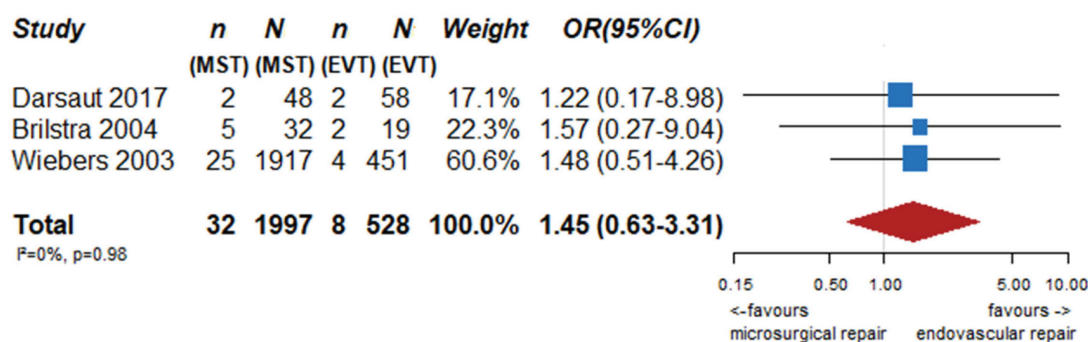 Study n N n N Weight OR(95%CI)
(MST) (MST) (EVT) (EVT)
Darsaut 2017 2 48 2 58 17.1% 1.22 (0.17-8.98)
Brilstra 2004 5 32 2 19 22.3% 1.57 (0.27-9.04)
Wiebers 2003 25 1917 4 451 60.6% 1.48 (0.51-4.26)
Total 32 1997 8 528 100.0% 1.45 (0.63-3.31)
I²=0%, p=0.98
0.15 0.50 1.00 5.00 10.00
<-favours favours ->
microsurgical repair endovascular repair